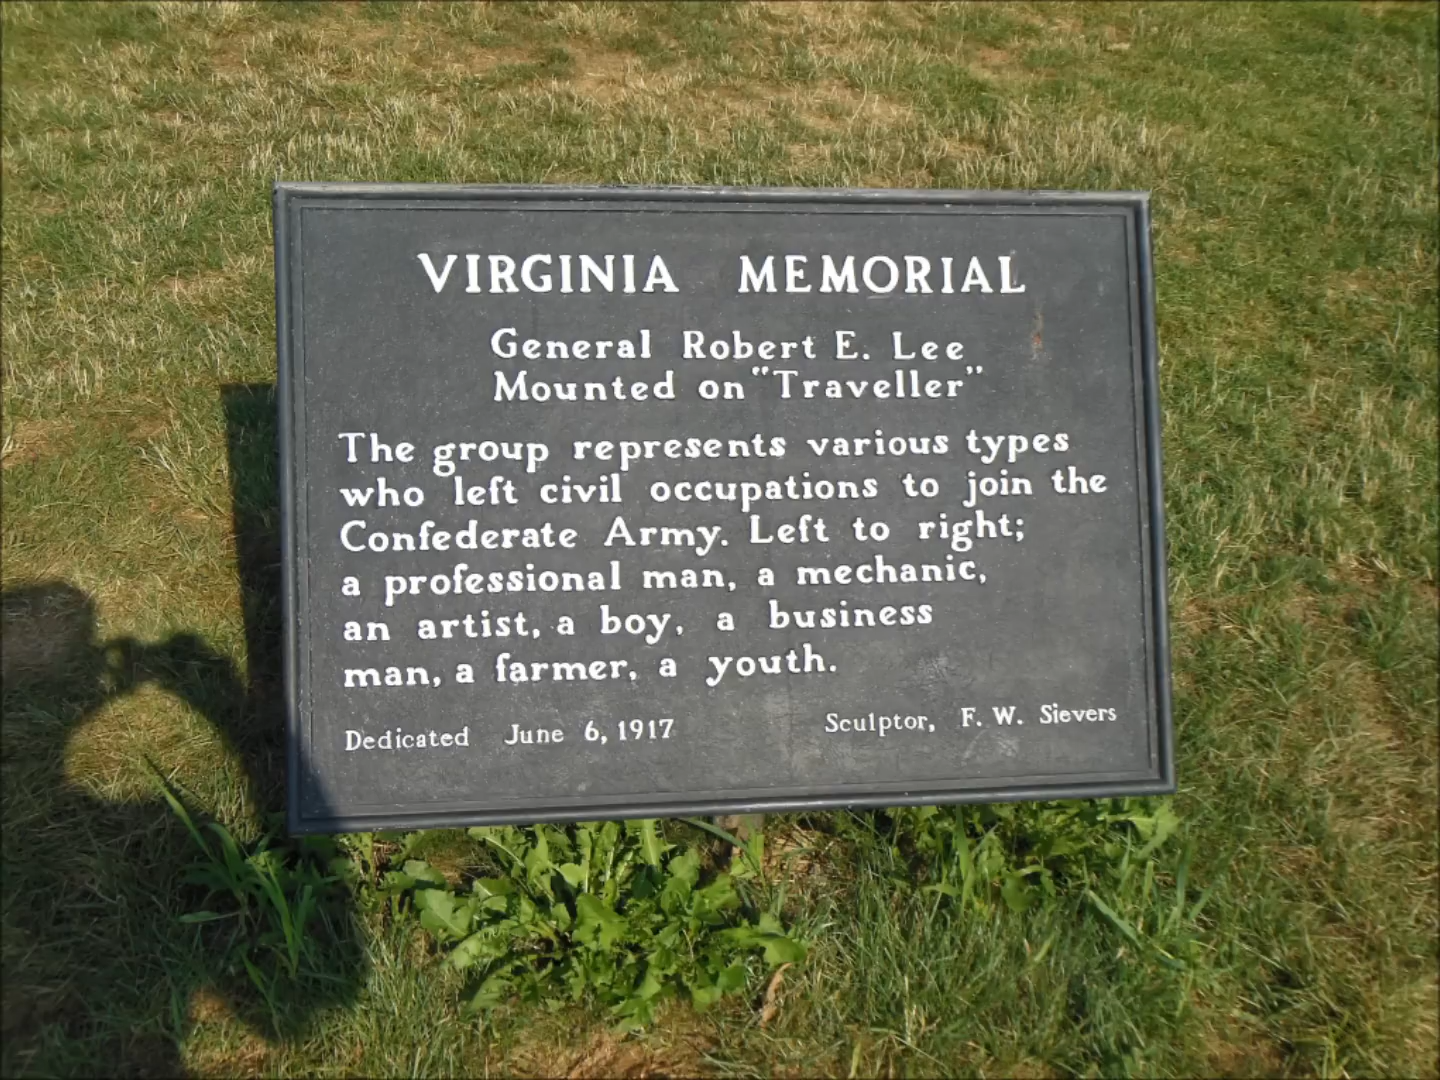 VIRGINIA MEMORIAL
General Robert E. Lee
Mounted on "Traveller"
The group represents various types
who left civil occupations to join the
Confederate Army. Left to right;
a professional man, a mechanic,
an artist, a boy, a business
man, a farmer, a youth.
Dedicated June 6, 1917 Sculptor, F. W. Sievers